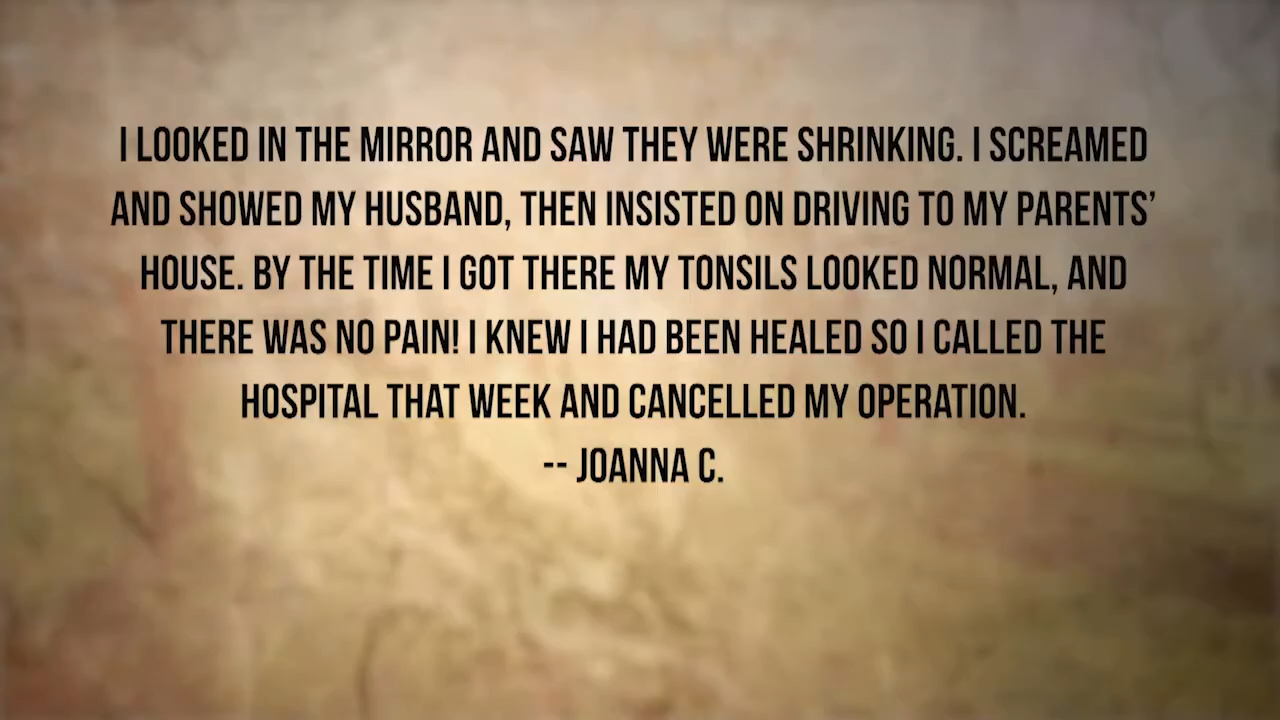 I LOOKED IN THE MIRROR AND SAW THEY WERE SHRINKING. I SCREAMED
AND SHOWED MY HUSBAND, THEN INSISTED ON DRIVING TO MY PARENTS’
HOUSE. BY THE TIME I GOT THERE MY TONSILS LOOKED NORMAL, AND
THERE WAS NO PAIN! I KNEW I HAD BEEN HEALED SO I CALLED THE
HOSPITAL THAT WEEK AND CANCELLED MY OPERATION.
-- JOANNA C.